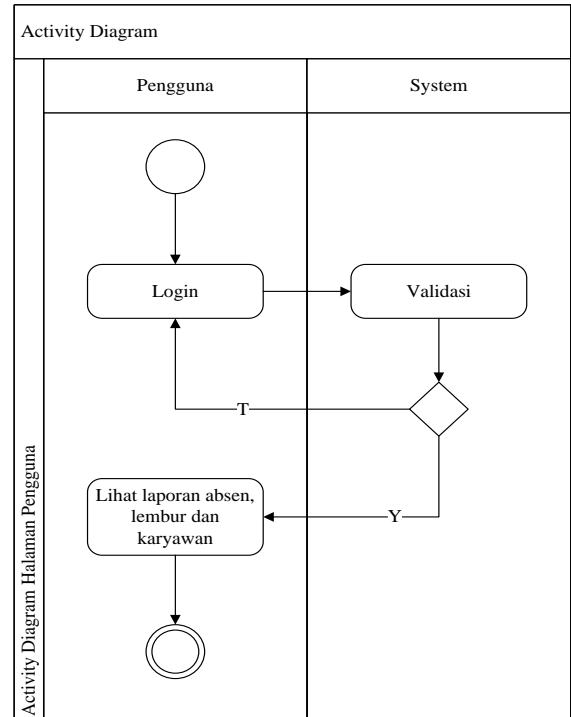 Activity Diagram
Pengguna
System
Activity Diagram Halaman Pengguna
Login
Validasi
T
Lihat laporan absen,
lembur dan
karyawan
Y